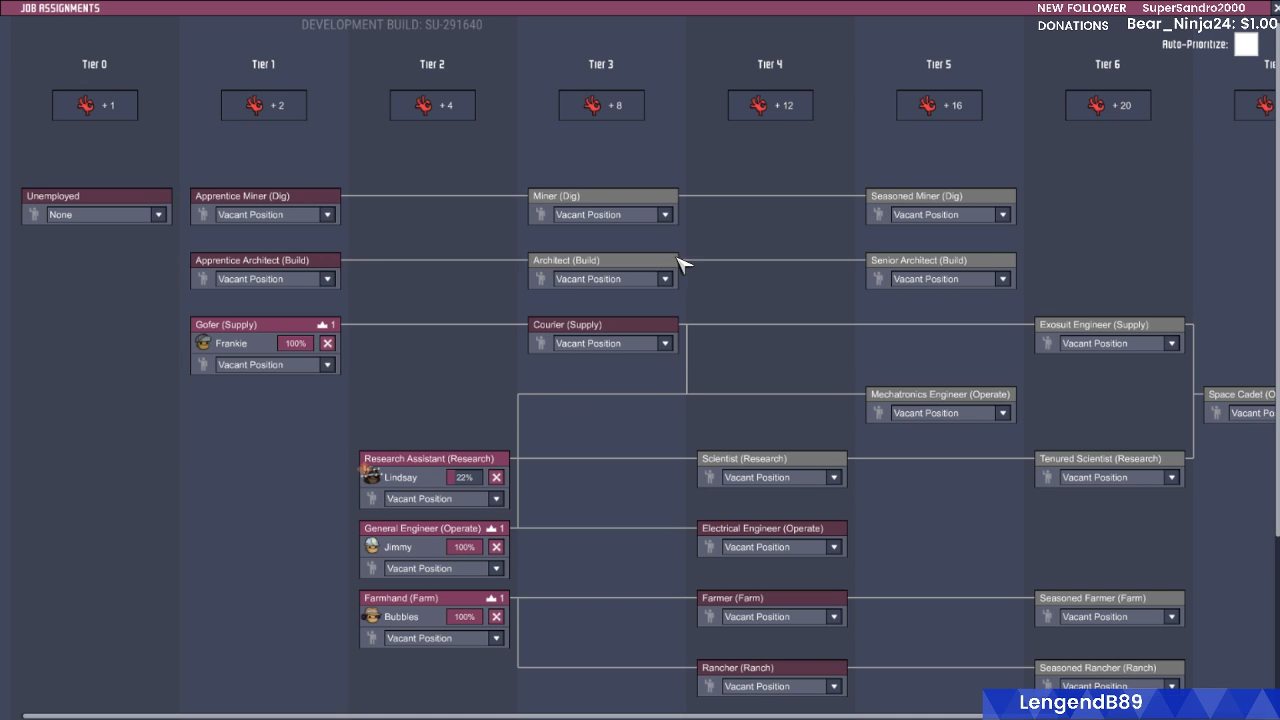 JOB ASSIGNMENTS
NEW FOLLOWER SuperSandro2000
DEVELOPMENT BUILD: SU-291640
DONATIONS Bear_Ninja24: $1.00
Auto-Prioritize:
Tier 0 Tier 1 Tier 2 Tier 3 Tier 4 Tier 5 Tier 6
+ 1 + 2 + 4 + 8 + 12 + 16 + 20
Unemployed Apprentice Miner (Dig) Miner (Dig) Seasoned Miner (Dig)
None Vacant Position Vacant Position Vacant Position
Apprentice Architect (Build) Architect (Build) Senior Architect (Build)
Vacant Position Vacant Position Vacant Position
Gofer (Supply) 1 Courier (Supply) Exosuit Engineer (Supply)
Frankie 100% Vacant Position Vacant Position
Vacant Position
Mechatronics Engineer (Operate) Space Cadet (O
Vacant Position Vacant Po
Research Assistant (Research) Scientist (Research) Tenured Scientist (Research)
Lindsay 22% Vacant Position Vacant Position
Vacant Position
General Engineer (Operate) 1 Electrical Engineer (Operate)
Jimmy 100% Vacant Position
Vacant Position
Farmhand (Farm) 1 Farmer (Farm) Seasoned Farmer (Farm)
Bubbles 100% Vacant Position Vacant Position
Vacant Position
Rancher (Ranch) Seasoned Rancher (Ranch)
Vacant Position Vacant Position
LengendB89